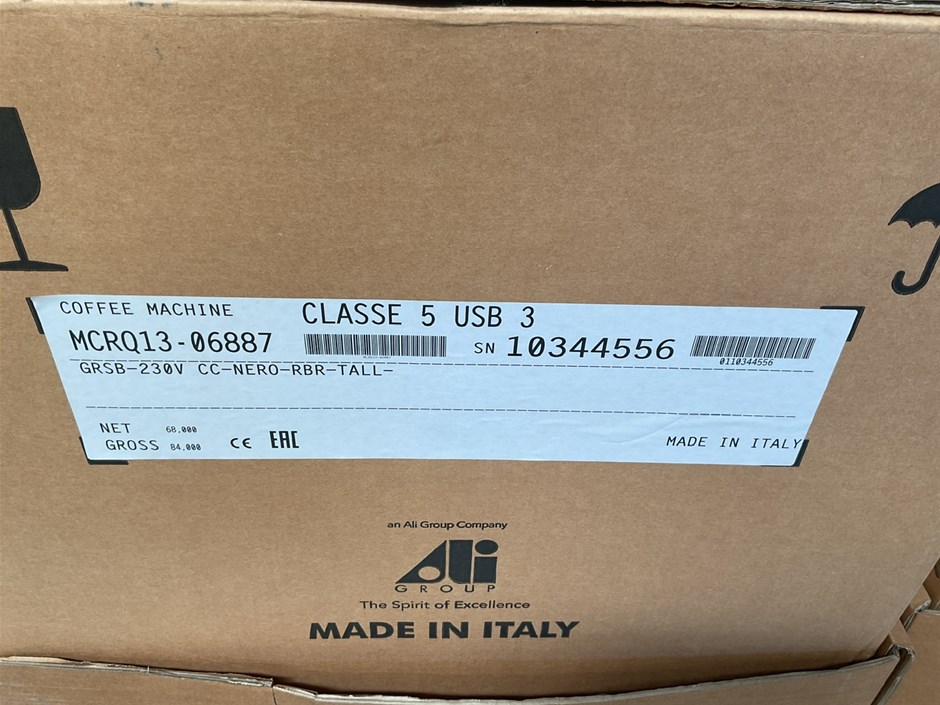 COFFEE MACHINE CLASSE 5 USB 3
MCRQ13-06887 SN 10344556
0110344556
GRSB-230V CC-NERO-RBR-TALL-
NET 68,000
GROSS 84,000 CE EAC MADE IN ITALY
an Ali Group Company
ali
GROUP
The Spirit of Excellence
MADE IN ITALY